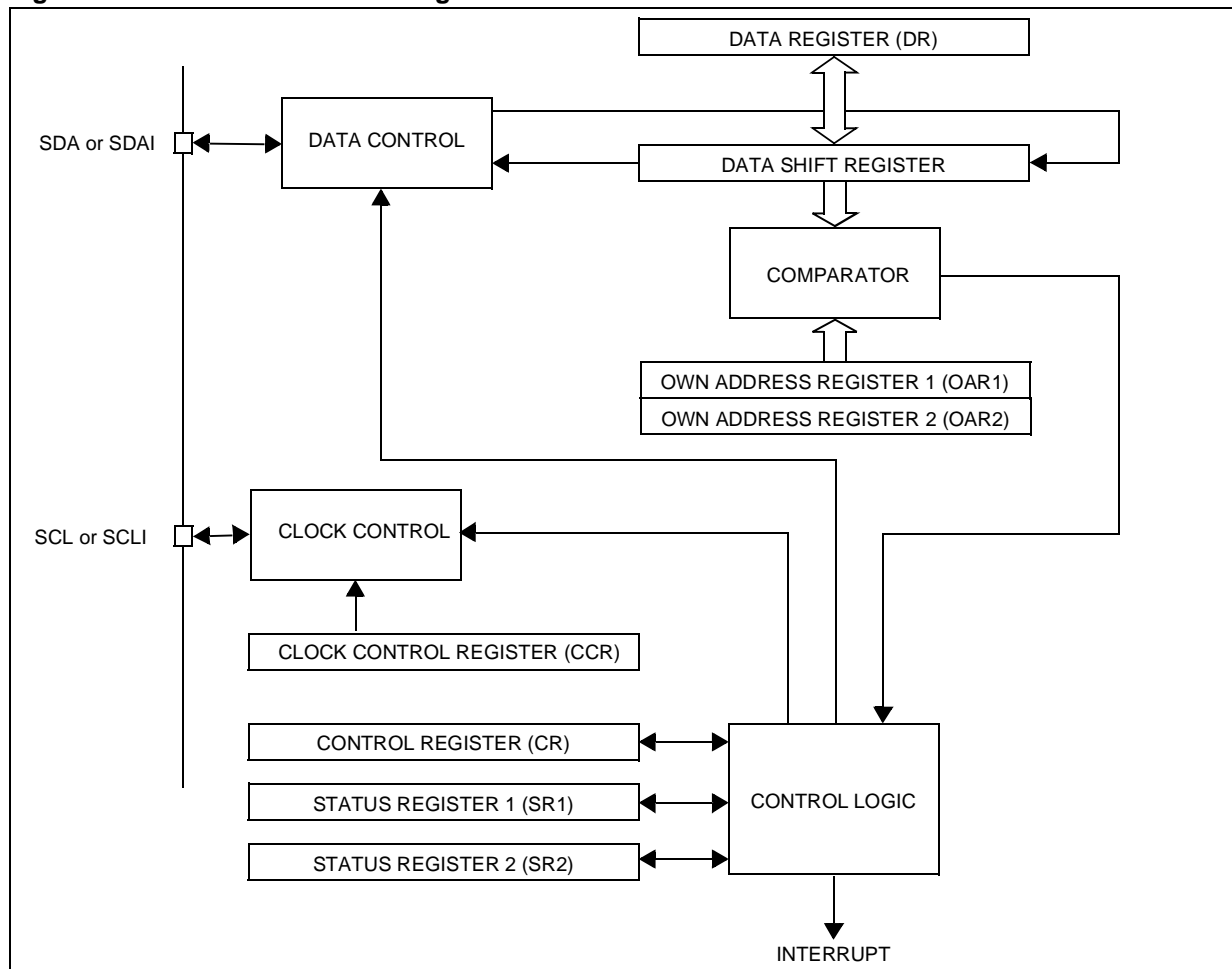 DATA REGISTER (DR)
SDA or SDAI
DATA CONTROL
DATA SHIFT REGISTER
COMPARATOR
OWN ADDRESS REGISTER 1 (OAR1)
OWN ADDRESS REGISTER 2 (OAR2)
SCL or SCLI
CLOCK CONTROL
CLOCK CONTROL REGISTER (CCR)
CONTROL REGISTER (CR)
STATUS REGISTER 1 (SR1)
CONTROL LOGIC
STATUS REGISTER 2 (SR2)
INTERRUPT